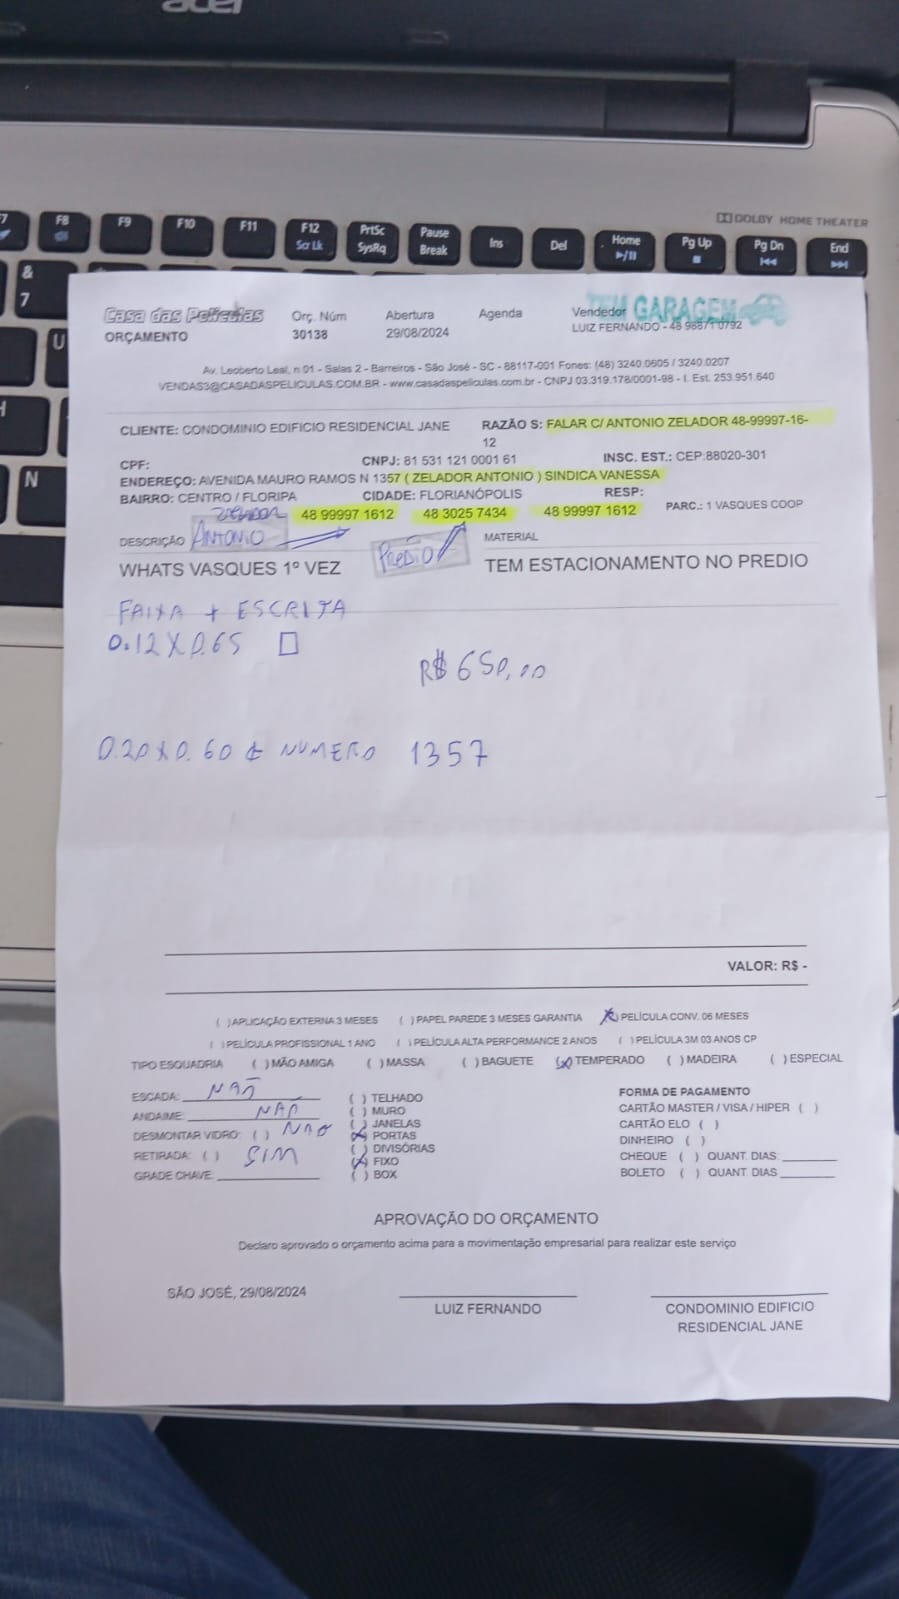 acer
F7 F8 F9 F10 F11 F12 Scr Lk PrtSc SysRq Pause Break Ins Del Home Pg Up Pg Dn End
DOLBY HOME THEATER
& 7
U
H
N
Casa das Películas
ORÇAMENTO
Orç. Núm
30138
Abertura
29/08/2024
Agenda
Vendedor
TEM GARAGEM
LUIZ FERNANDO - 48 98871 0792
Av. Leoberto Leal, n 01 - Salas 2 - Barreiros - São José - SC - 88117-001 Fones: (48) 3240.0605 / 3240.0207
VENDAS3@CASADASPELICULAS.COM.BR - www.casadaspeliculas.com.br - CNPJ 03.319.178/0001-98 - I. Est. 253.951.640
CLIENTE: CONDOMINIO EDIFICIO RESIDENCIAL JANE
RAZÃO S: FALAR C/ ANTONIO ZELADOR 48-99997-16-
12
CPF: CNPJ: 81 531 121 0001 61 INSC. EST.: CEP:88020-301
ENDEREÇO: AVENIDA MAURO RAMOS N 1357 ( ZELADOR ANTONIO ) SINDICA VANESSA
BAIRRO: CENTRO / FLORIPA CIDADE: FLORIANÓPOLIS RESP:
ZELADOR 48 99997 1612 48 3025 7434 48 99997 1612 PARC.: 1 VASQUES COOP
DESCRIÇÃO ANTONIO PREDIO MATERIAL
WHATS VASQUES 1º VEZ TEM ESTACIONAMENTO NO PREDIO
FAIXA + ESCRITA
0.12 X 0.65
R$ 650,00
0.20 X 0.60 NUMERO 1357
VALOR: R$ -
( )APLICAÇÃO EXTERNA 3 MESES ( ) PAPEL PAREDE 3 MESES GARANTIA (X) PELÍCULA CONV. 06 MESES
( )PELÍCULA PROFISSIONAL 1 ANO ( )PELÍCULA ALTA PERFORMANCE 2 ANOS ( ) PELÍCULA 3M 03 ANOS CP
TIPO ESQUADRIA ( ) MÃO AMIGA ( ) MASSA ( ) BAGUETE (X) TEMPERADO ( ) MADEIRA ( ) ESPECIAL
ESCADA: NÃO
ANDAIME: NÃO
DESMONTAR VIDRO: ( ) NÃO
RETIRADA: ( ) SIM
GRADE CHAVE:
( ) TELHADO
( ) MURO
( ) JANELAS
(X) PORTAS
( ) DIVISÓRIAS
(X) FIXO
( ) BOX
FORMA DE PAGAMENTO
CARTÃO MASTER / VISA / HIPER ( )
CARTÃO ELO ( )
DINHEIRO ( )
CHEQUE ( ) QUANT. DIAS:
BOLETO ( ) QUANT DIAS
APROVAÇÃO DO ORÇAMENTO
Declaro aprovado o orçamento acima para a movimentação empresarial para realizar este serviço
SÃO JOSÉ, 29/08/2024
LUIZ FERNANDO
CONDOMINIO EDIFICIO
RESIDENCIAL JANE